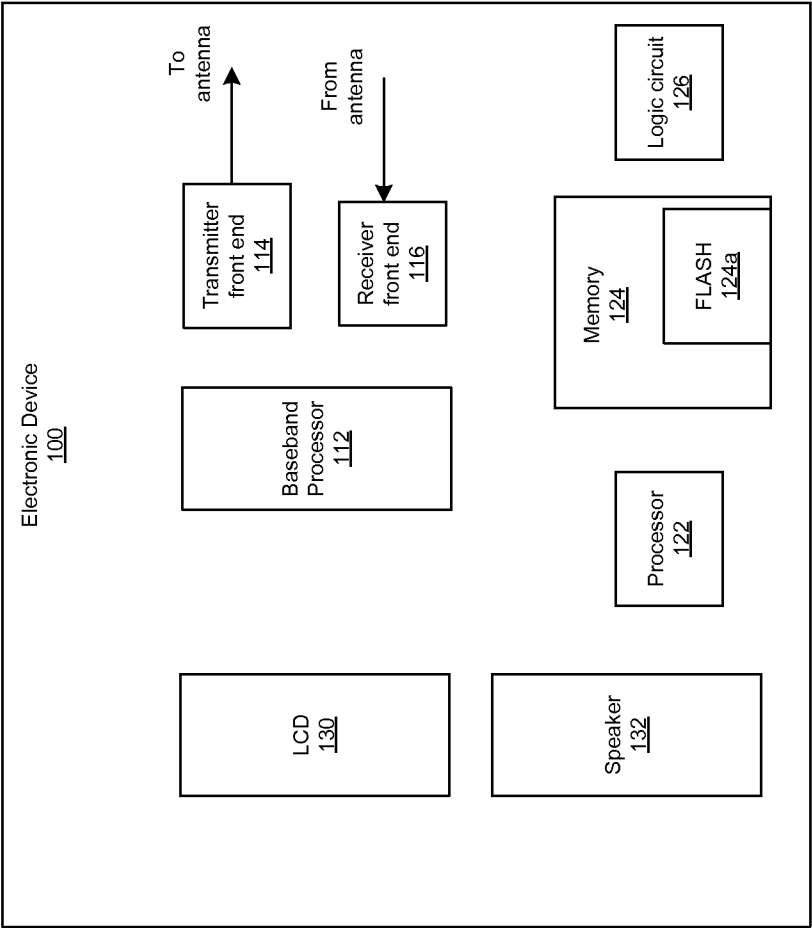 Electronic Device
100
LCD
130
Baseband
Processor
112
Transmitter
front end
114
To
antenna
Receiver
front end
116
From
antenna
Speaker
132
Processor
122
Memory
124
FLASH
124a
Logic circuit
126